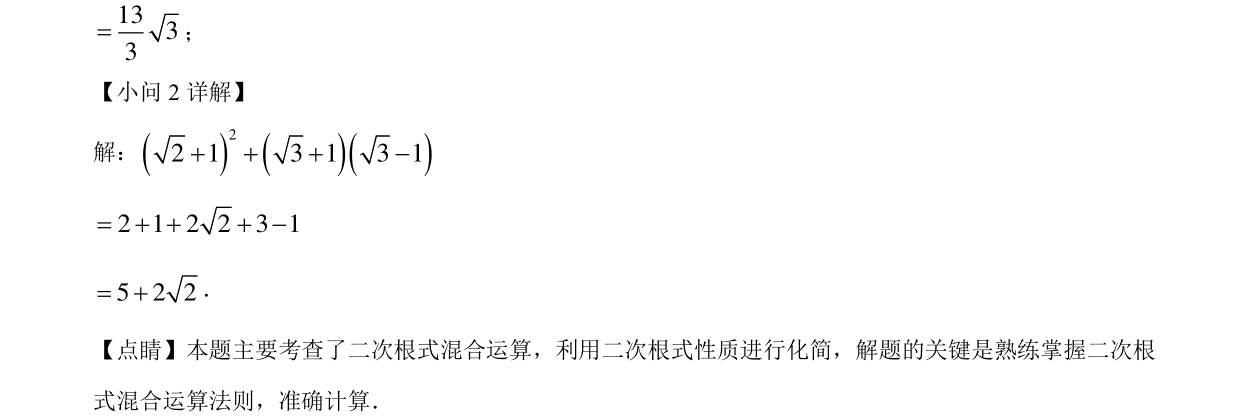 =13/3√3；
【小问 2 详解】
解：(√2+1)²+(√3+1)(√3−1)
=2+1+2√2+3−1
=5+2√2．
【点睛】本题主要考查了二次根式混合运算，利用二次根式性质进行化简，解题的关键是熟练掌握二次根
式混合运算法则，准确计算．